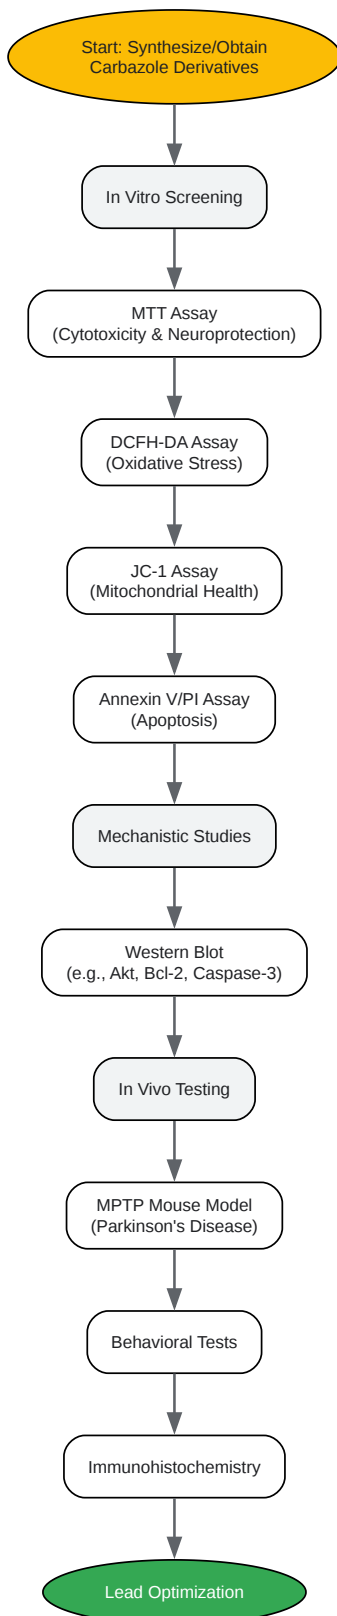 Start: Synthesize/Obtain
Carbazole Derivatives
In Vitro Screening
MTT Assay
(Cytotoxicity & Neuroprotection)
DCFH-DA Assay
(Oxidative Stress)
JC-1 Assay
(Mitochondrial Health)
Annexin V/PI Assay
(Apoptosis)
Mechanistic Studies
Western Blot
(e.g., Akt, Bcl-2, Caspase-3)
In Vivo Testing
MPTP Mouse Model
(Parkinson's Disease)
Behavioral Tests
Immunohistochemistry
Lead Optimization